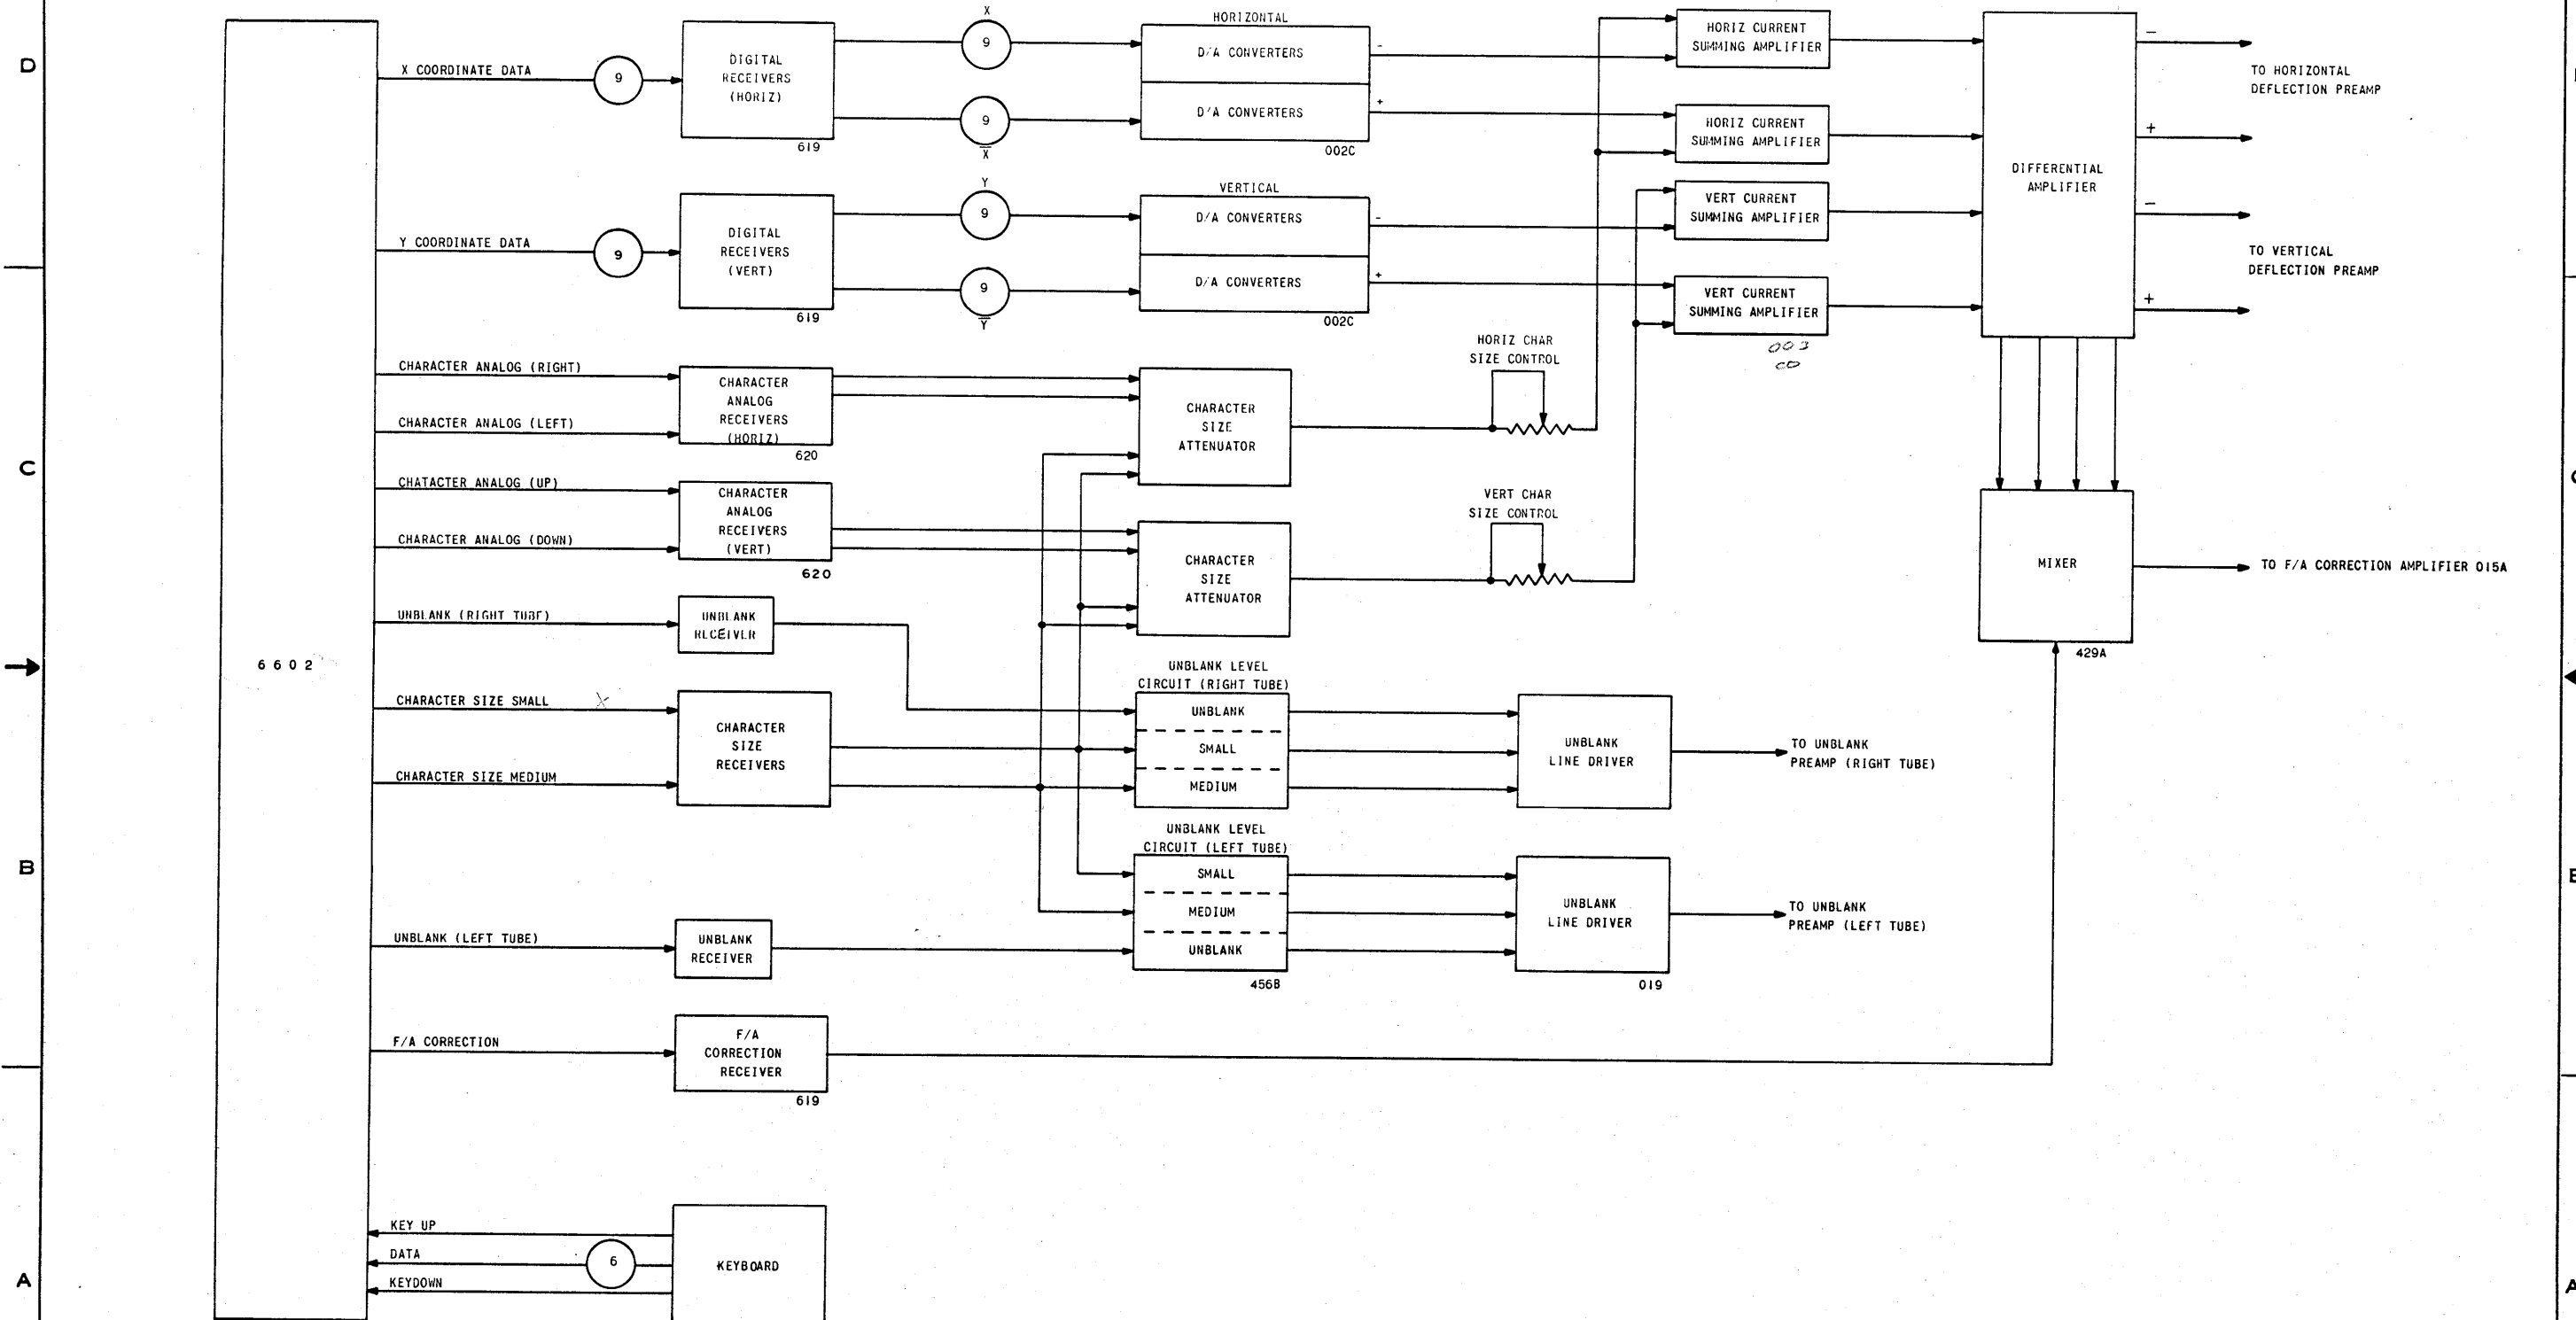 D
C
B
A
6602
X COORDINATE DATA
9
DIGITAL
RECEIVERS
(HORIZ)
619
X
9
9
X̅
HORIZONTAL
D/A CONVERTERS
D/A CONVERTERS
-
+
002C
HORIZ CURRENT
SUMMING AMPLIFIER
HORIZ CURRENT
SUMMING AMPLIFIER
DIFFERENTIAL
AMPLIFIER
-
TO HORIZONTAL
DEFLECTION PREAMP
+
Y COORDINATE DATA
9
DIGITAL
RECEIVERS
(VERT)
619
Y
9
9
Y̅
VERTICAL
D/A CONVERTERS
D/A CONVERTERS
-
+
002C
VERT CURRENT
SUMMING AMPLIFIER
VERT CURRENT
SUMMING AMPLIFIER
003
-
TO VERTICAL
DEFLECTION PREAMP
+
CHARACTER ANALOG (RIGHT)
CHARACTER ANALOG (LEFT)
CHARACTER
ANALOG
RECEIVERS
(HORIZ)
620
CHARACTER
SIZE
ATTENUATOR
HORIZ CHAR
SIZE CONTROL
CHATACTER ANALOG (UP)
CHARACTER ANALOG (DOWN)
CHARACTER
ANALOG
RECEIVERS
(VERT)
620
CHARACTER
SIZE
ATTENUATOR
VERT CHAR
SIZE CONTROL
MIXER
429A
TO F/A CORRECTION AMPLIFIER 015A
UNBLANK (RIGHT TUBE)
UNBLANK
RECEIVER
CHARACTER SIZE SMALL
CHARACTER SIZE MEDIUM
CHARACTER
SIZE
RECEIVERS
UNBLANK LEVEL
CIRCUIT (RIGHT TUBE)
UNBLANK
SMALL
MEDIUM
UNBLANK
LINE DRIVER
TO UNBLANK
PREAMP (RIGHT TUBE)
UNBLANK LEVEL
CIRCUIT (LEFT TUBE)
SMALL
MEDIUM
UNBLANK
456B
UNBLANK
LINE DRIVER
019
TO UNBLANK
PREAMP (LEFT TUBE)
UNBLANK (LEFT TUBE)
UNBLANK
RECEIVER
F/A CORRECTION
F/A
CORRECTION
RECEIVER
619
KEY UP
DATA
KEYDOWN
6
KEYBOARD